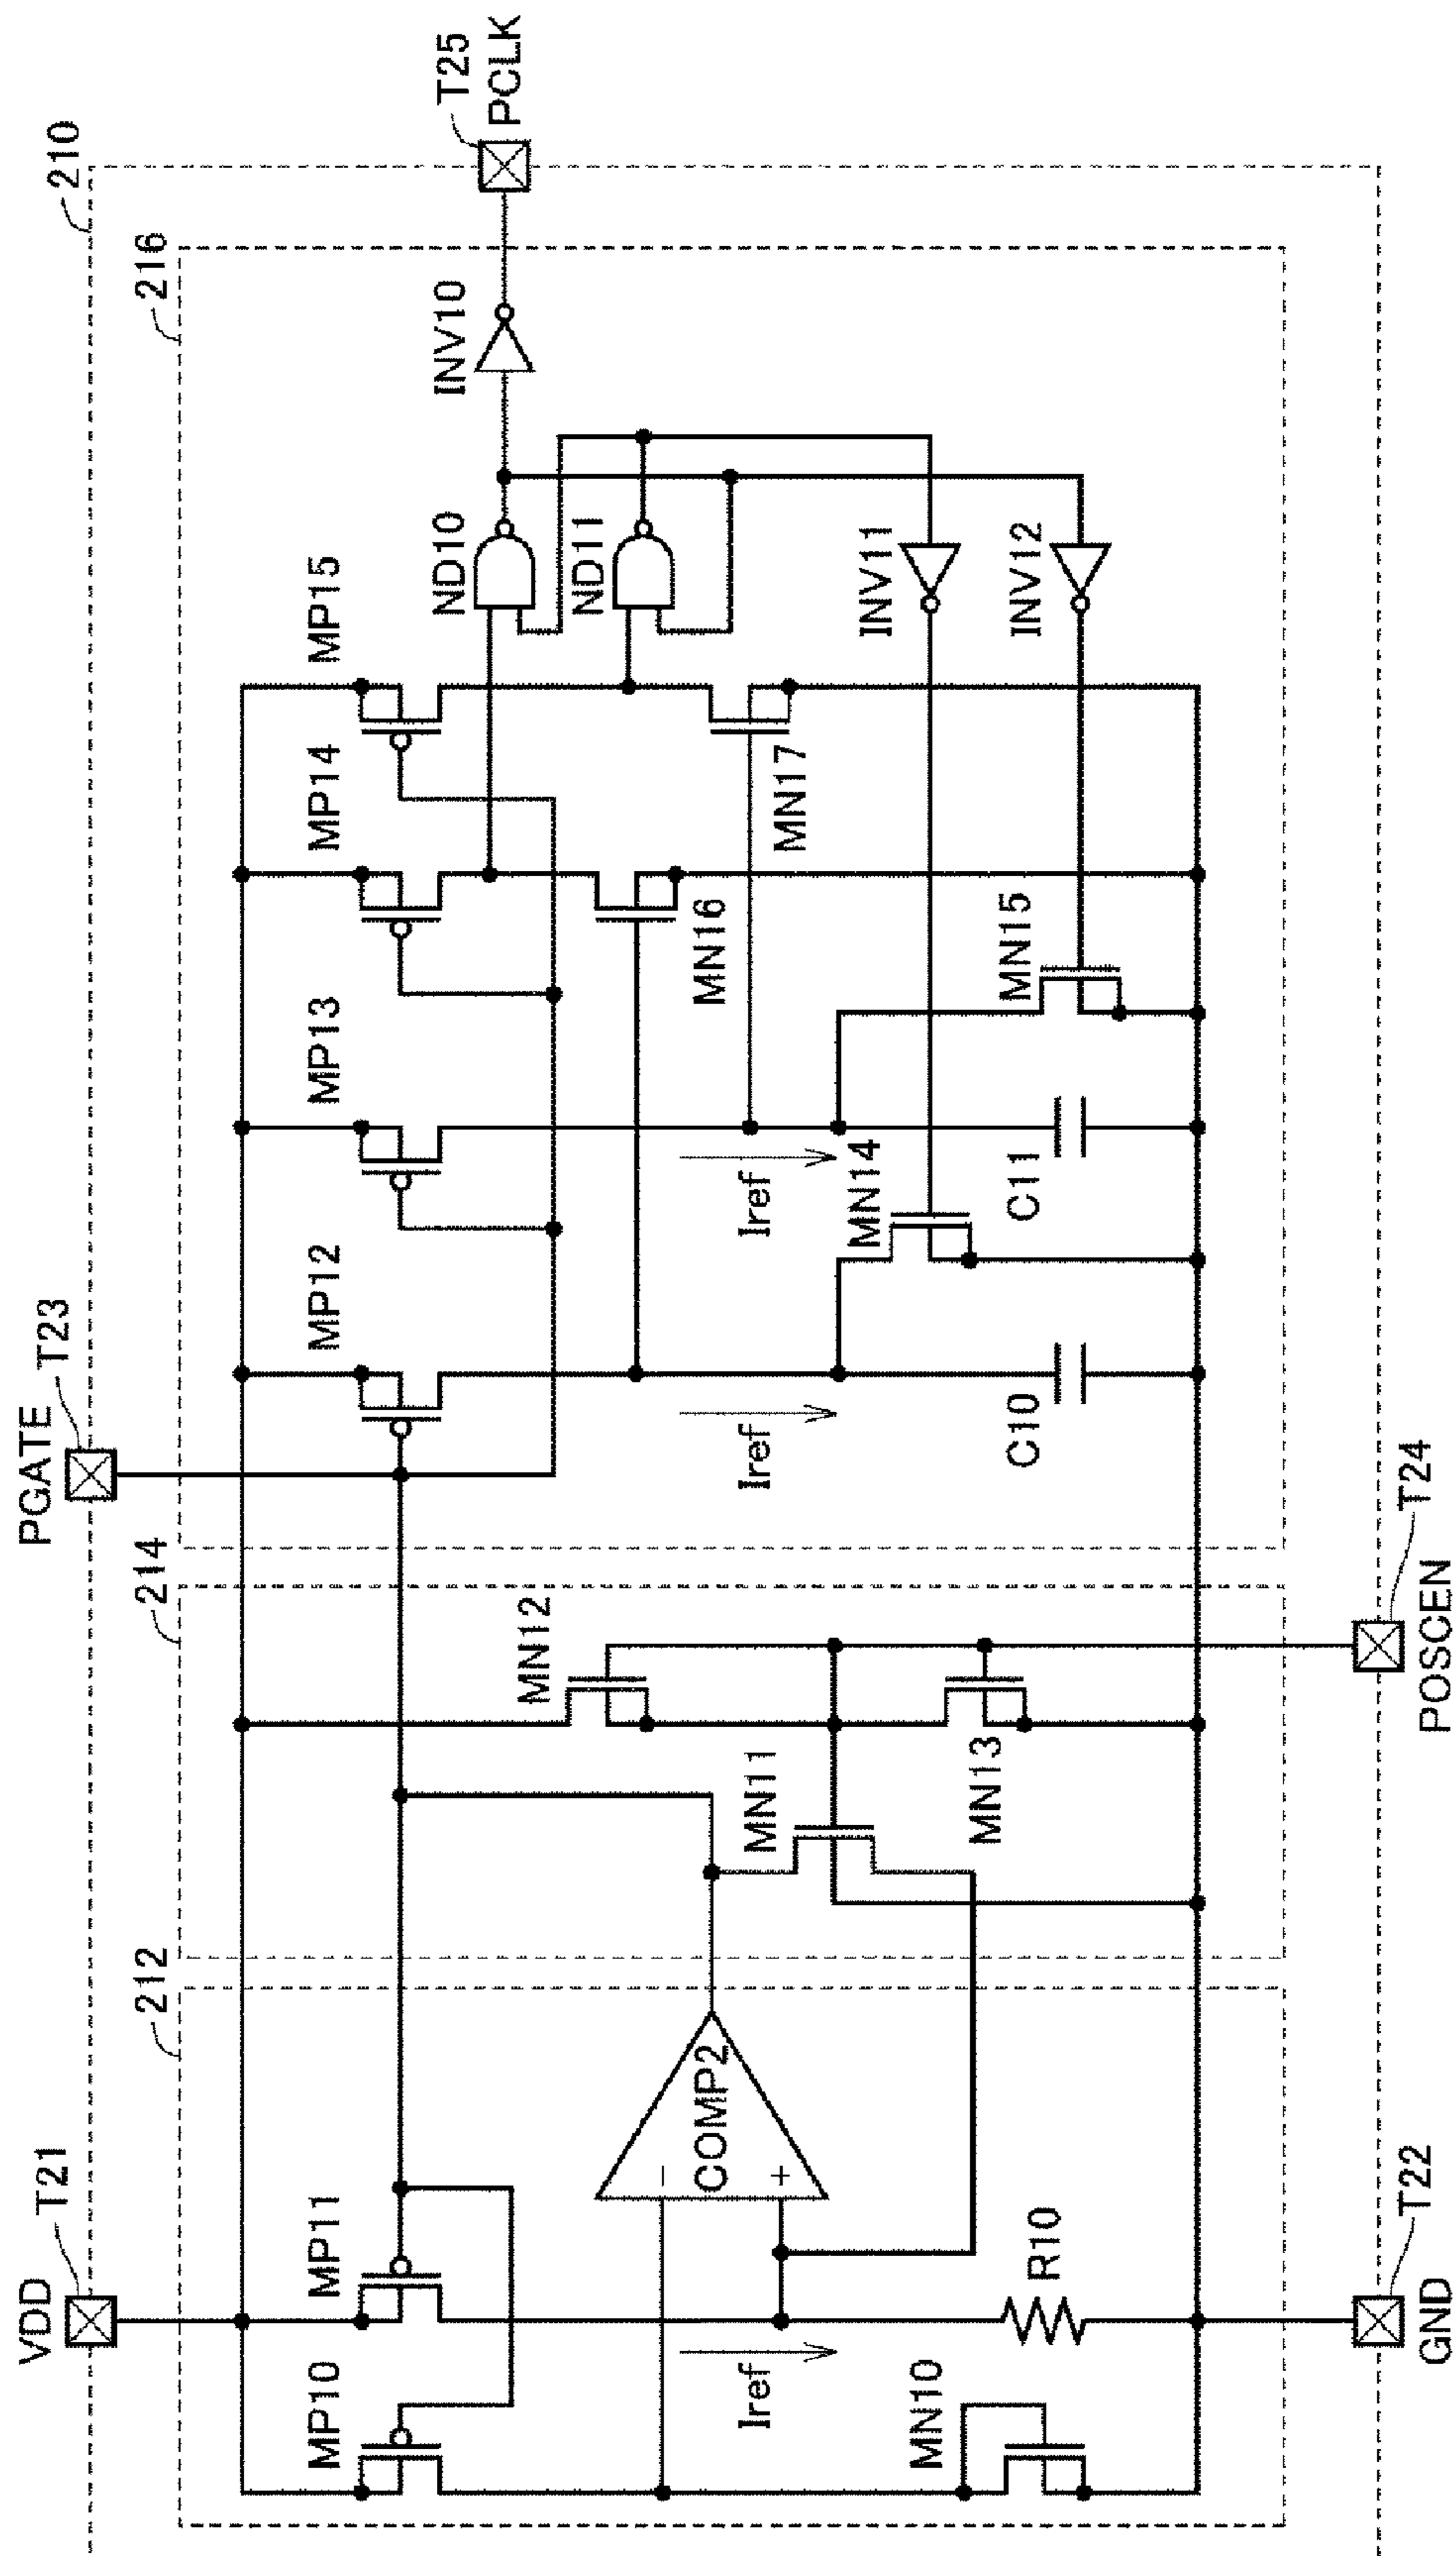 210
VDD
T21
PGATE
T23
T25
PCLK
212
214
216
MP10
MP11
MP12
MP13
MP14
MP15
INV10
ND10
ND11
MN12
MN16
COMP2
−
+
MN11
Iref
Iref
Iref
MN17
MN14
INV11
MN10
R10
MN13
C10
C11
MN15
INV12
T22
GND
T24
POSCEN